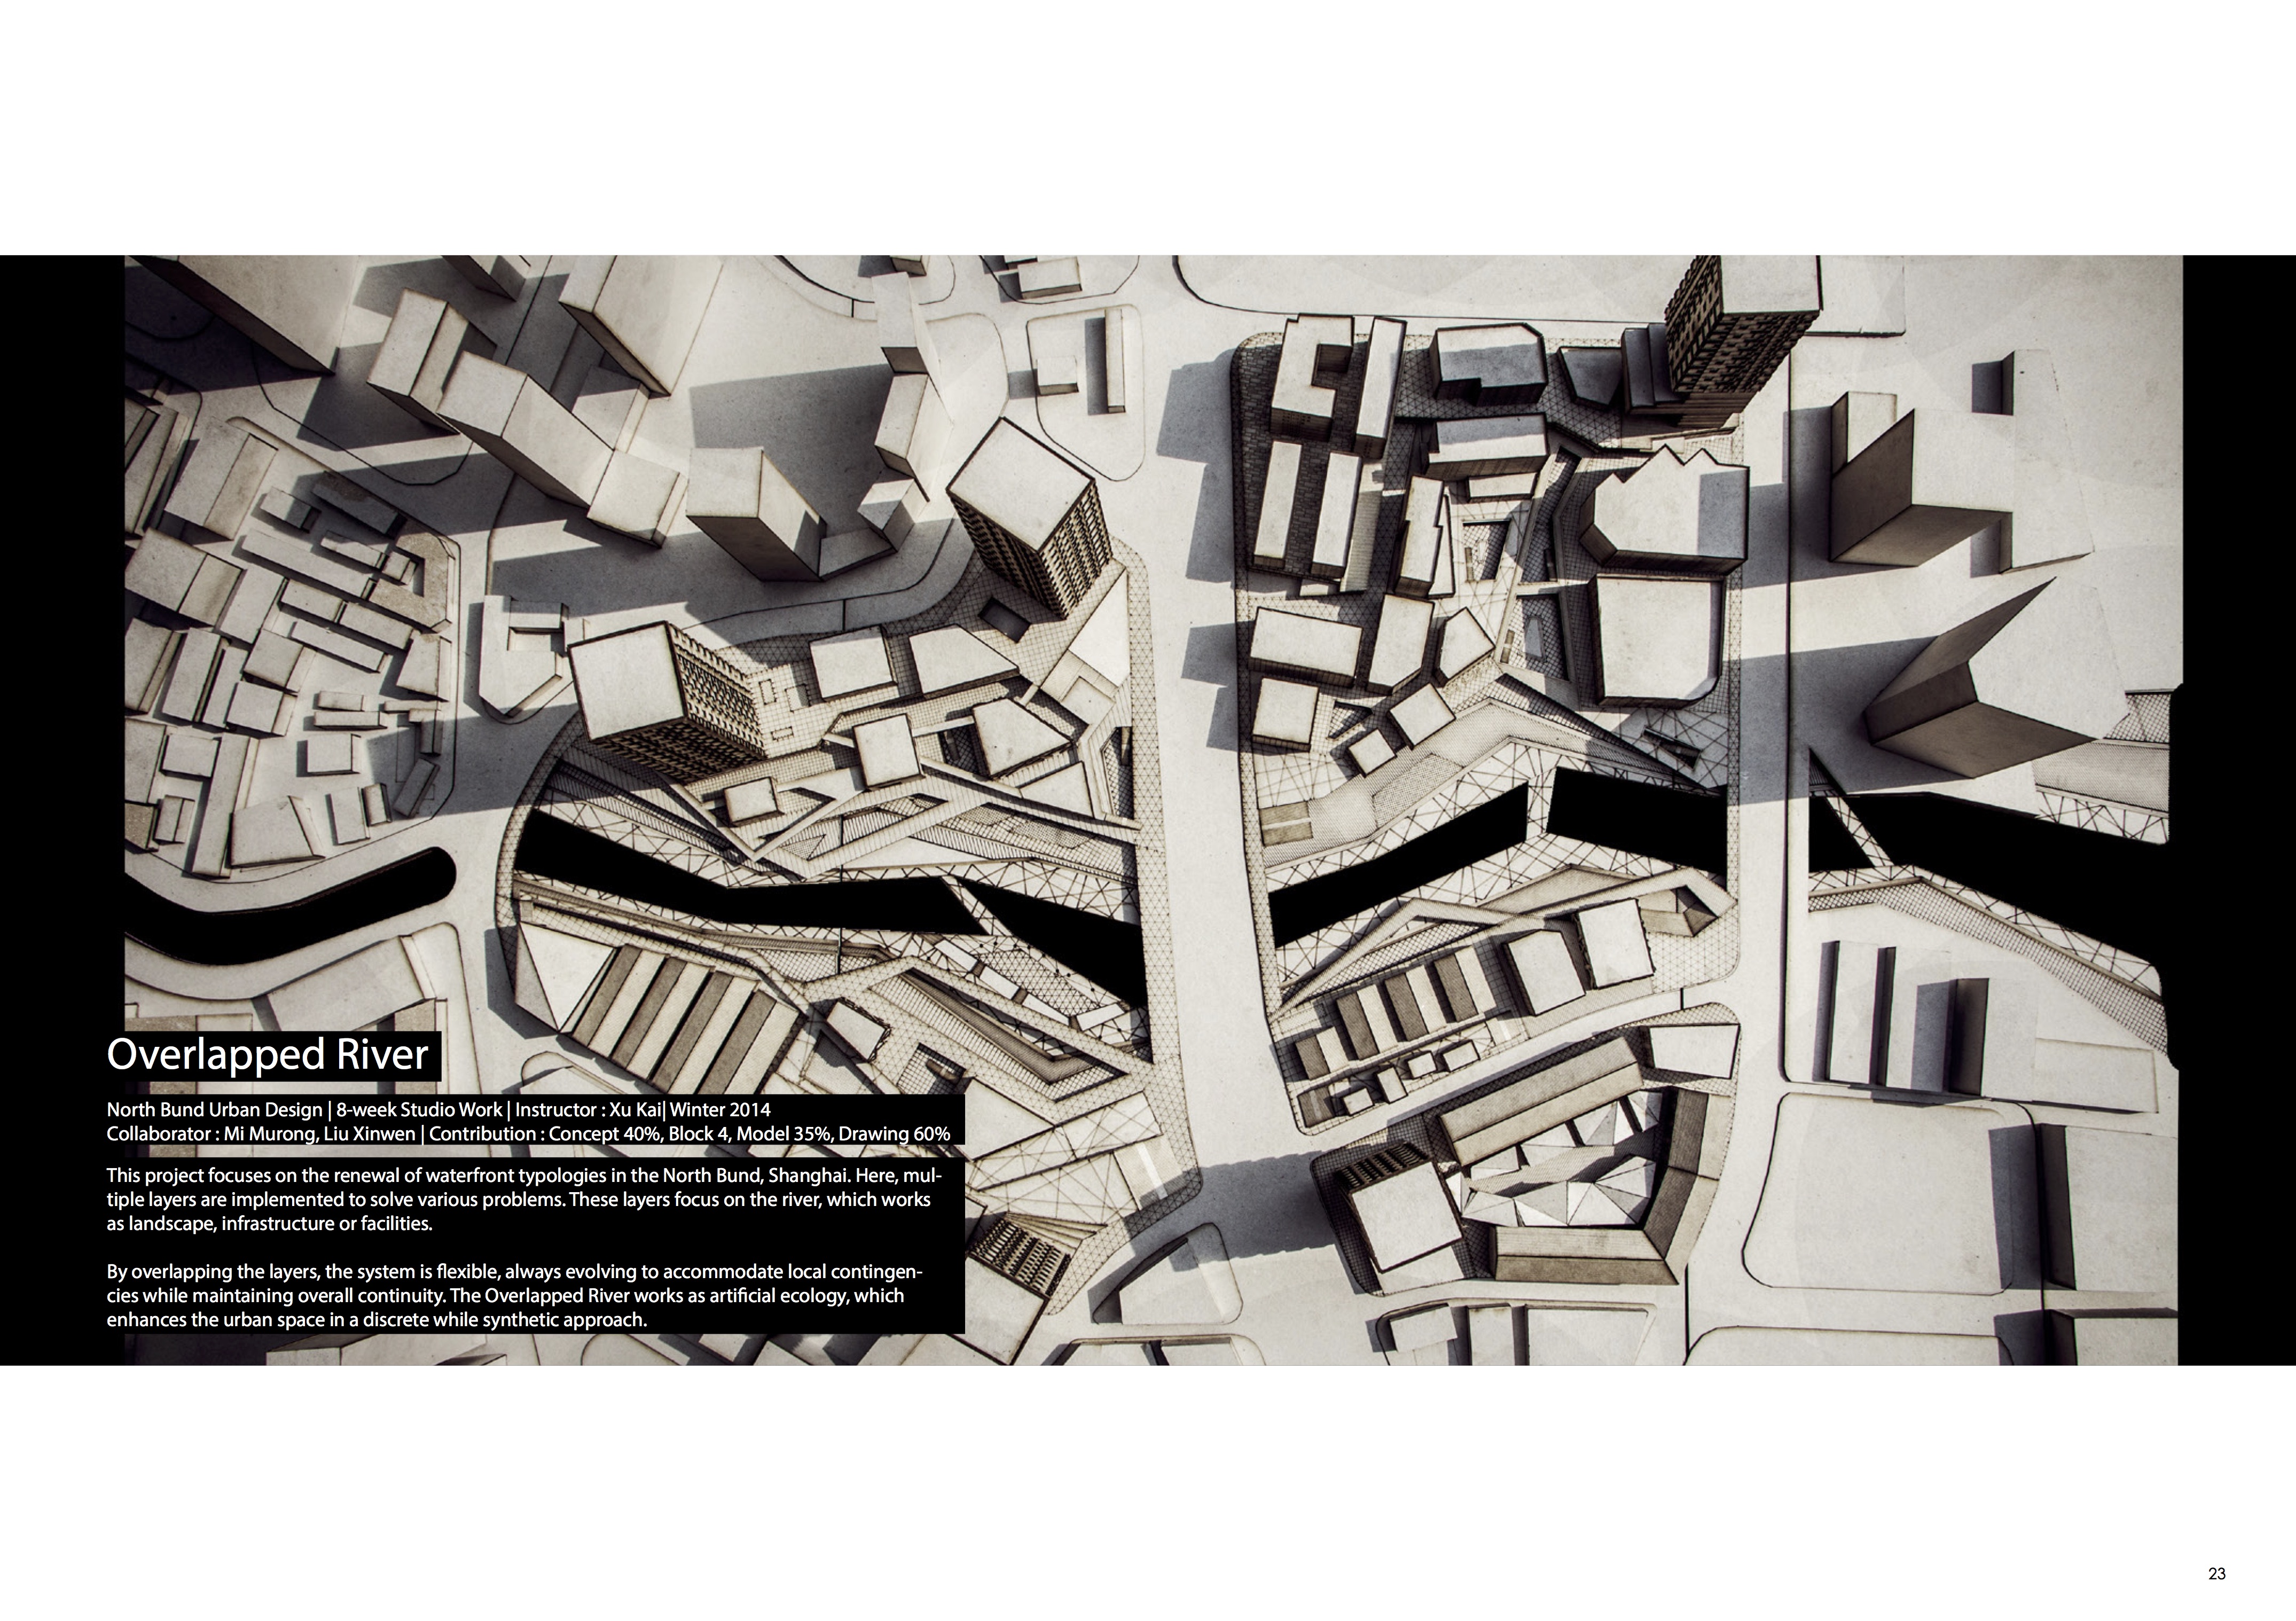 Overlapped River
North Bund Urban Design | 8-week Studio Work | Instructor : Xu Kai| Winter 2014
Collaborator : Mi Murong, Liu Xinwen | Contribution : Concept 40%, Block 4, Model 35%, Drawing 60%
This project focuses on the renewal of waterfront typologies in the North Bund, Shanghai. Here, mul-
tiple layers are implemented to solve various problems. These layers focus on the river, which works
as landscape, infrastructure or facilities.
By overlapping the layers, the system is flexible, always evolving to accommodate local contingen-
cies while maintaining overall continuity. The Overlapped River works as artificial ecology, which
enhances the urban space in a discrete while synthetic approach.
23